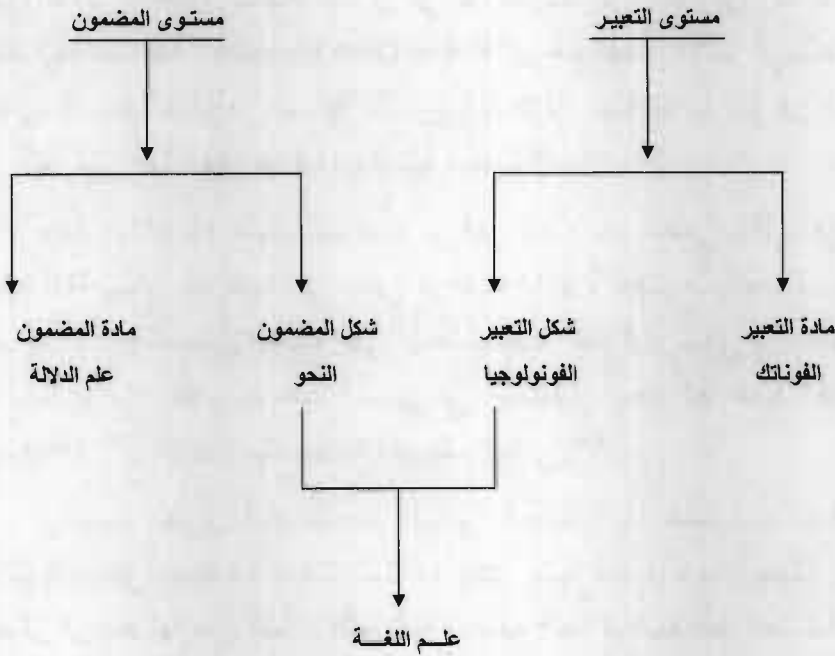 مستوى التعبير
مستوى المضمون
مادة التعبير
الفوناتك
شكل التعبير
الفونولوجيا
شكل المضمون
النحو
مادة المضمون
علم الدلالة
علم اللغة